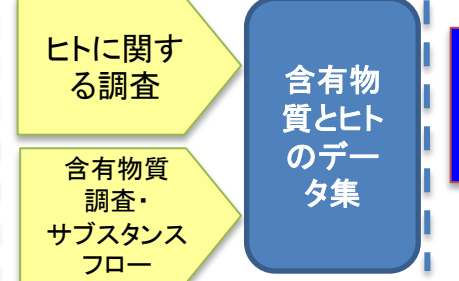 ヒトに関す
る調査
含有物質
調査・
サブスタンス
フロー
含有物
質とヒト
のデー
タ集